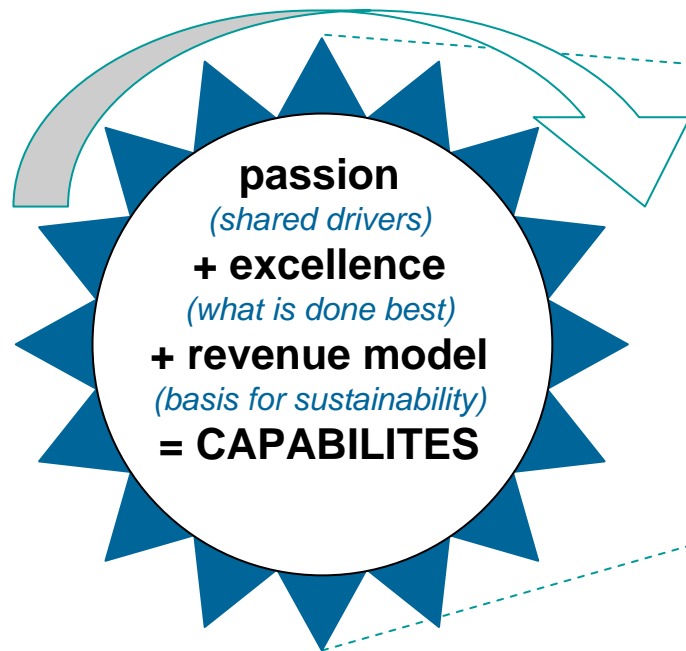 passion
(shared drivers)
+ excellence
(what is done best)
+ revenue model
(basis for sustainability)
= CAPABILITES